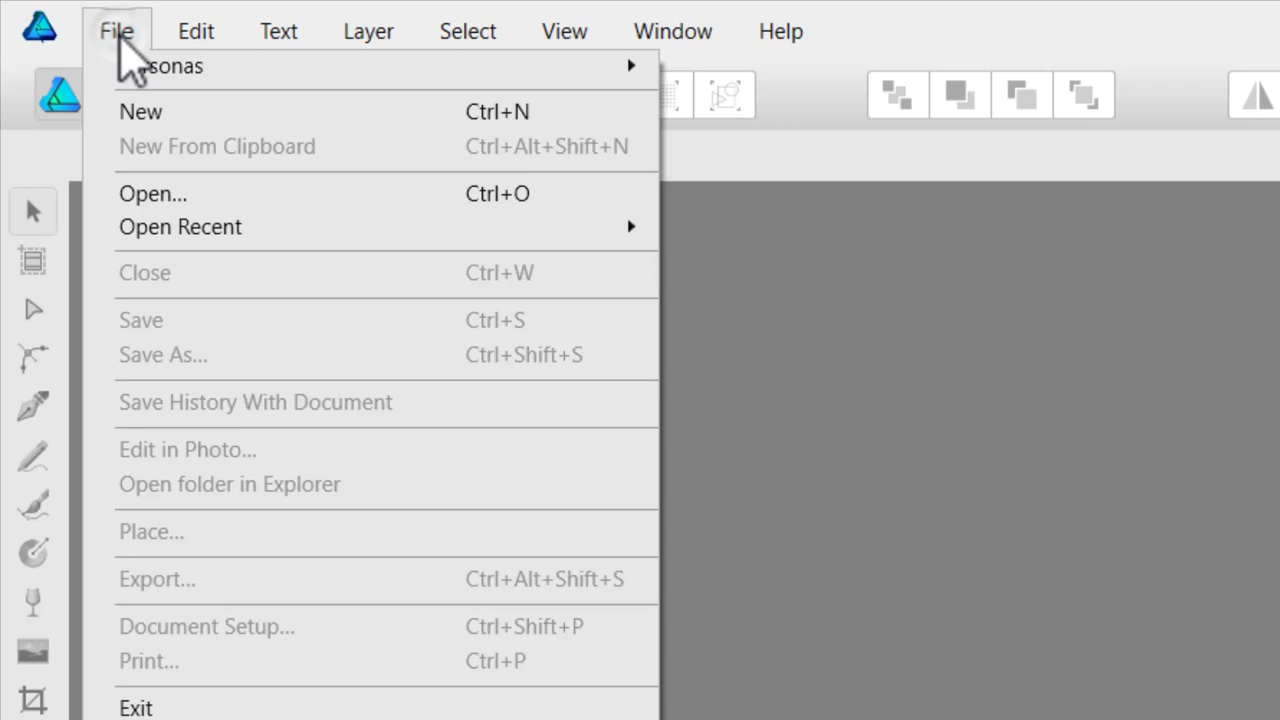 File Edit Text Layer Select View Window Help
sonas
New Ctrl+N
New From Clipboard Ctrl+Alt+Shift+N
Open... Ctrl+O
Open Recent
Close Ctrl+W
Save Ctrl+S
Save As... Ctrl+Shift+S
Save History With Document
Edit in Photo...
Open folder in Explorer
Place...
Export... Ctrl+Alt+Shift+S
Document Setup... Ctrl+Shift+P
Print... Ctrl+P
Exit